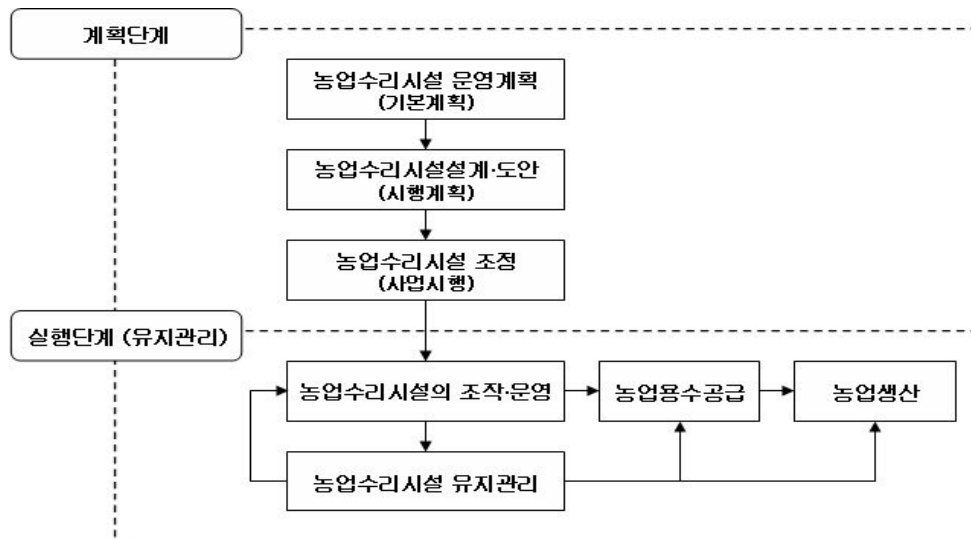 계획단계
농업수리시설 운영계획
(기본계획)
농업수리시설설계·도안
(시행계획)
농업수리시설 조정
(사업시행)
실행단계 (유지관리)
농업수리시설의 조작·운영
농업용수공급
농업생산
농업수리시설 유지관리